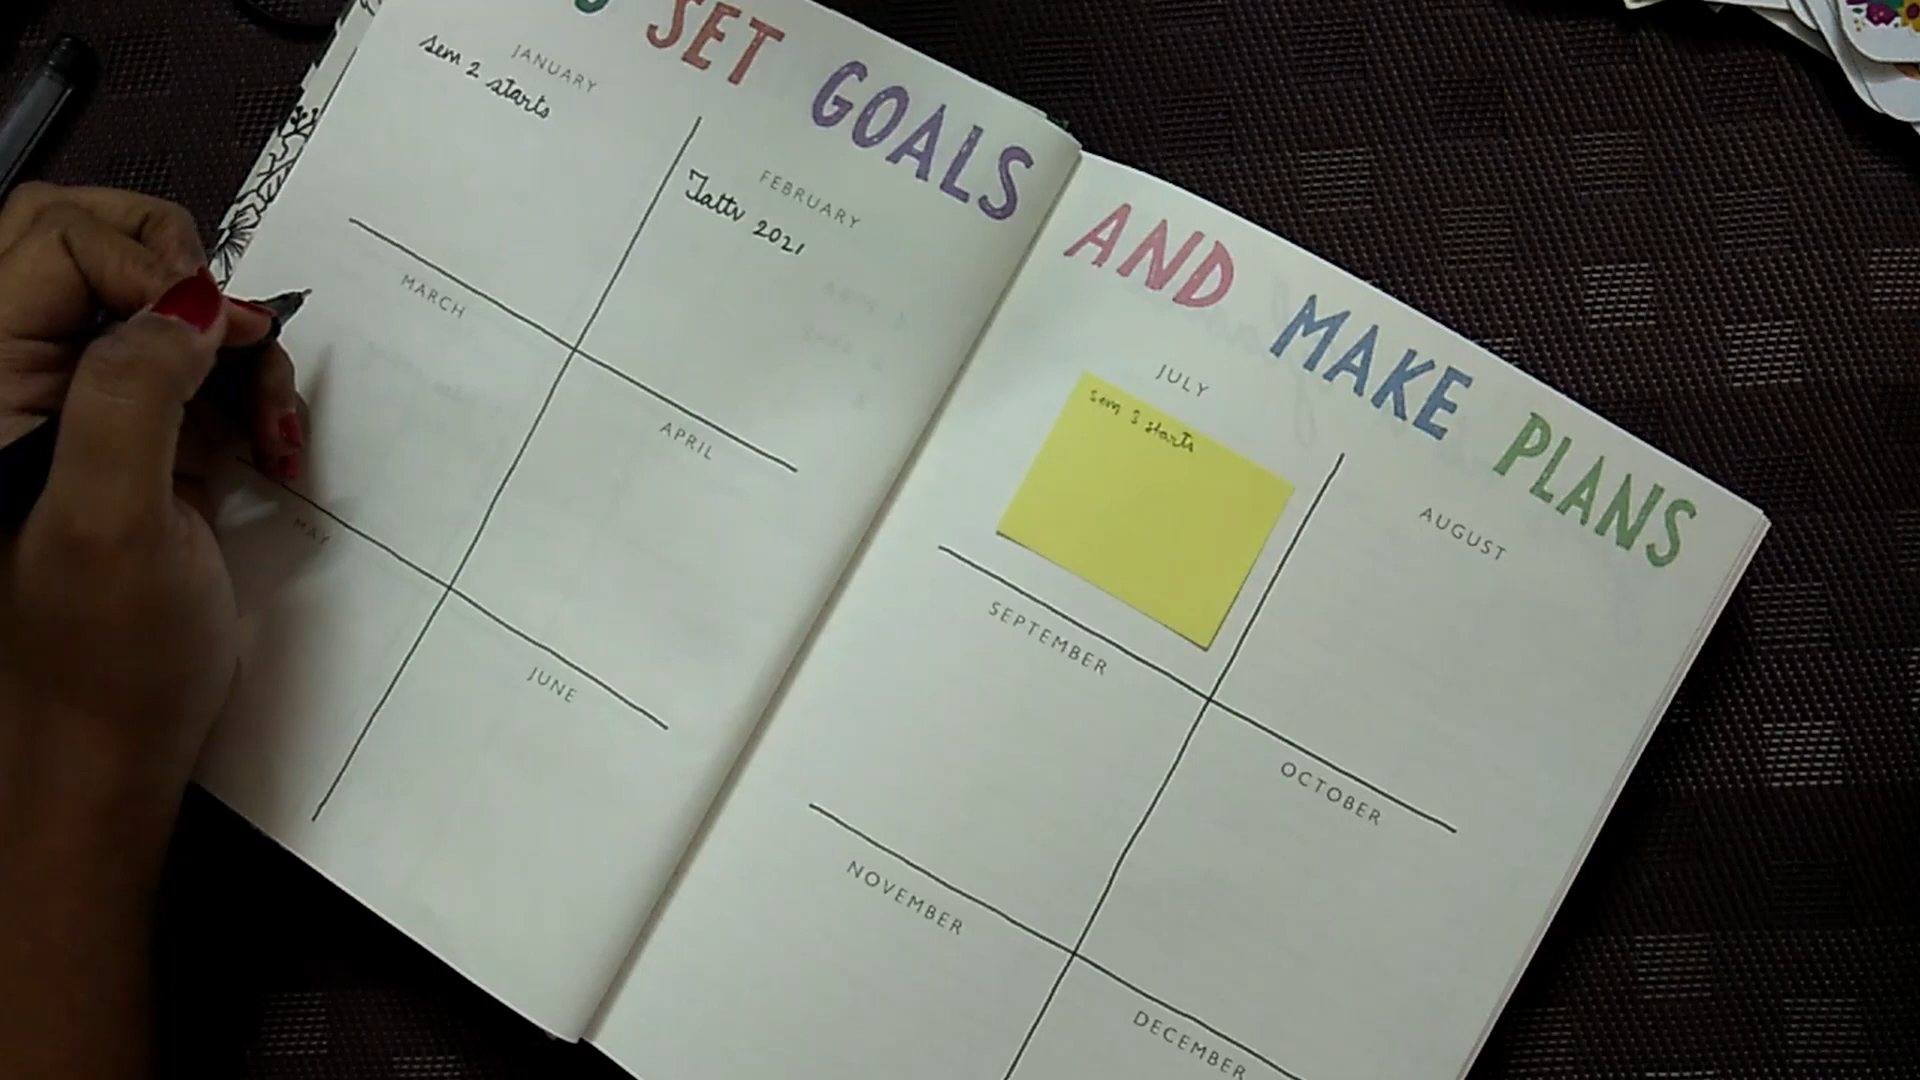 SET GOALS AND MAKE PLANS
JANUARY
sem 2 starts
FEBRUARY
Tattv 2021
MARCH
APRIL
MAY
JUNE
JULY
sem 3 starts
AUGUST
SEPTEMBER
OCTOBER
NOVEMBER
DECEMBER